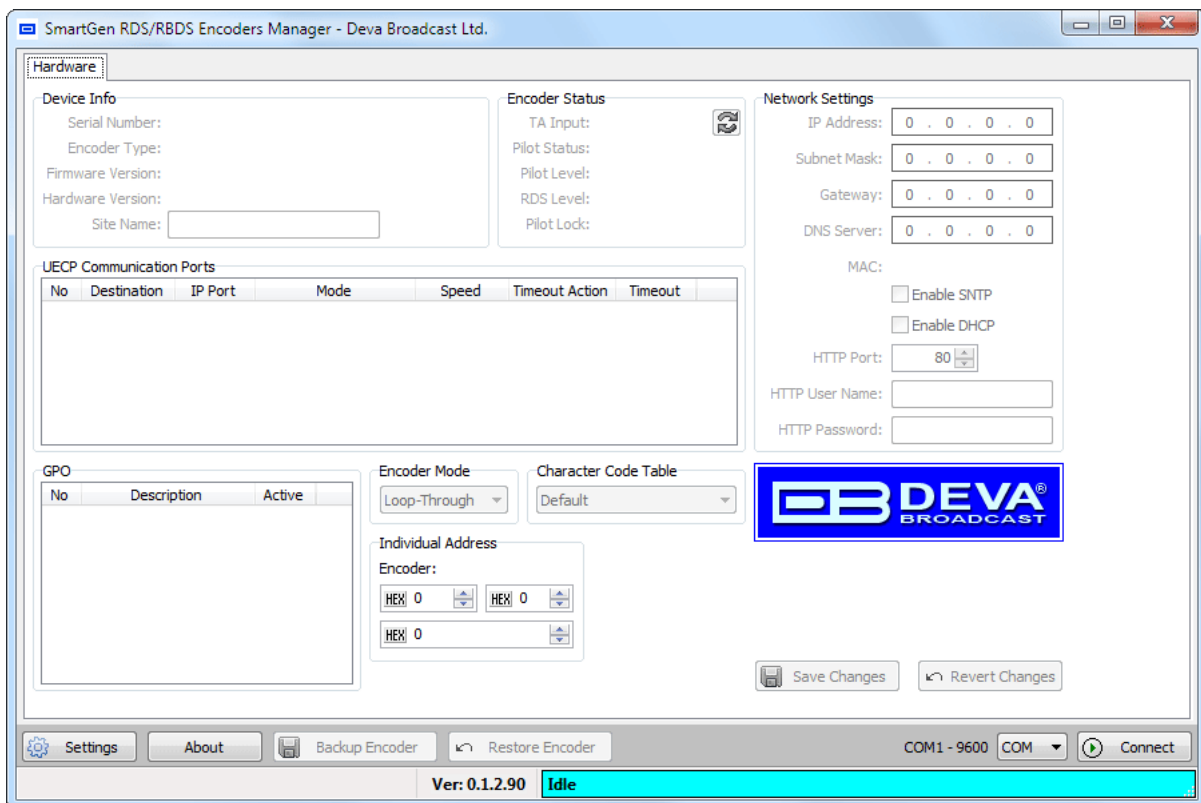 SmartGen RDS/RBDS Encoders Manager - Deva Broadcast Ltd.
Hardware
Device Info
Serial Number:
Encoder Type:
Firmware Version:
Hardware Version:
Site Name:
Encoder Status
TA Input:
Pilot Status:
Pilot Level:
RDS Level:
Pilot Lock:
Network Settings
IP Address: 0 . 0 . 0 . 0
Subnet Mask: 0 . 0 . 0 . 0
Gateway: 0 . 0 . 0 . 0
DNS Server: 0 . 0 . 0 . 0
MAC:
Enable SNTP
Enable DHCP
HTTP Port: 80
HTTP User Name:
HTTP Password:
UECP Communication Ports
No Destination IP Port Mode Speed Timeout Action Timeout
GPO
No Description Active
Encoder Mode
Loop-Through
Character Code Table
Default
Individual Address
Encoder:
HEX 0 HEX 0
HEX 0
DEVA®
BROADCAST
Save Changes Revert Changes
Settings About Backup Encoder Restore Encoder COM1 - 9600 COM Connect
Ver: 0.1.2.90 Idle